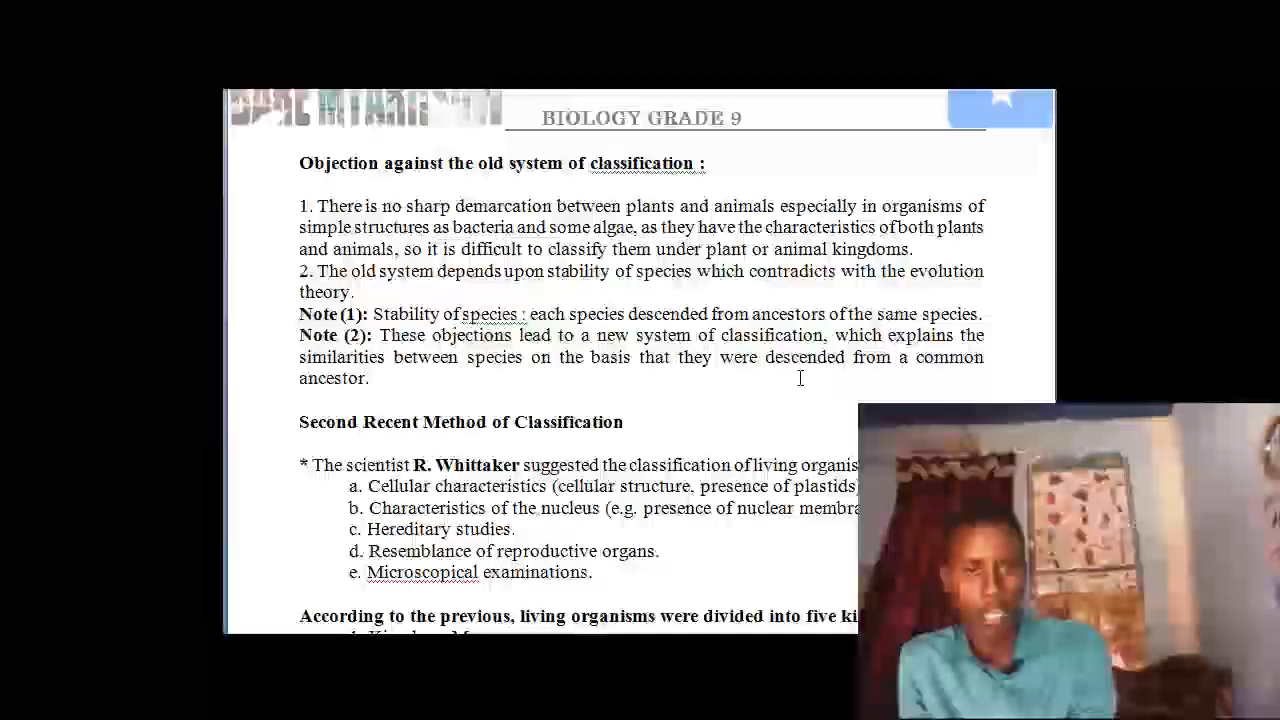 BIOLOGY GRADE 9
Objection against the old system of classification :
1. There is no sharp demarcation between plants and animals especially in organisms of
simple structures as bacteria and some algae, as they have the characteristics of both plants
and animals, so it is difficult to classify them under plant or animal kingdoms.
2. The old system depends upon stability of species which contradicts with the evolution
theory.
Note (1): Stability of species : each species descended from ancestors of the same species.
Note (2): These objections lead to a new system of classification, which explains the
similarities between species on the basis that they were descended from a common
ancestor.
Second Recent Method of Classification
* The scientist R. Whittaker suggested the classification of living
a. Cellular characteristics (cellular structure, presence of plastids)
b. Characteristics of the nucleus (e.g. presence of nuclear
c. Hereditary studies.
d. Resemblance of reproductive organs.
e. Microscopical examinations.
According to the previous, living organisms were divided into five